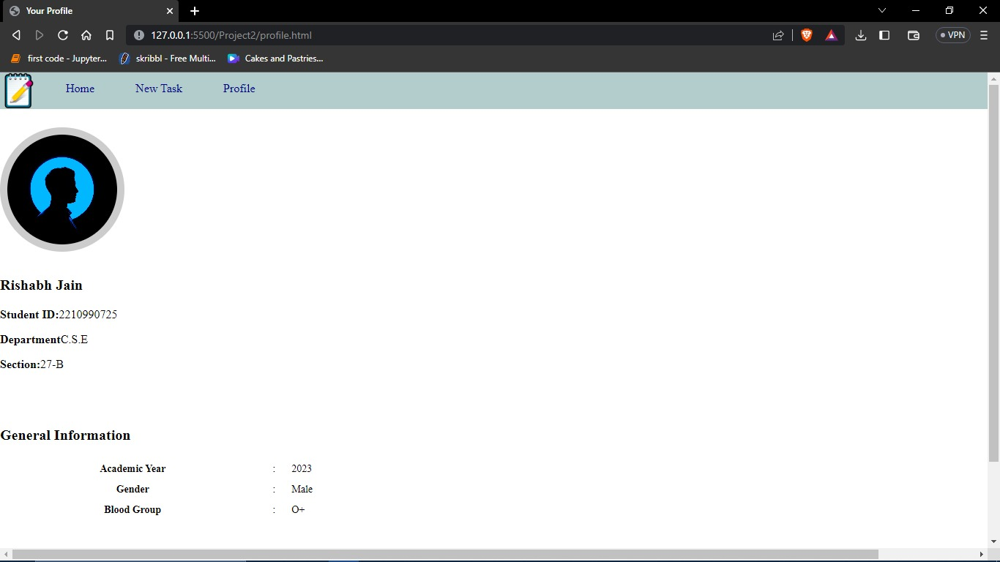 Your Profile
127.0.0.1:5500/Project2/profile.html
VPN
first code - Jupyter... skribbl - Free Multi... Cakes and Pastries...
Home New Task Profile
Rishabh Jain
Student ID:2210990725
DepartmentC.S.E
Section:27-B
General Information
Academic Year : 2023
Gender : Male
Blood Group : O+